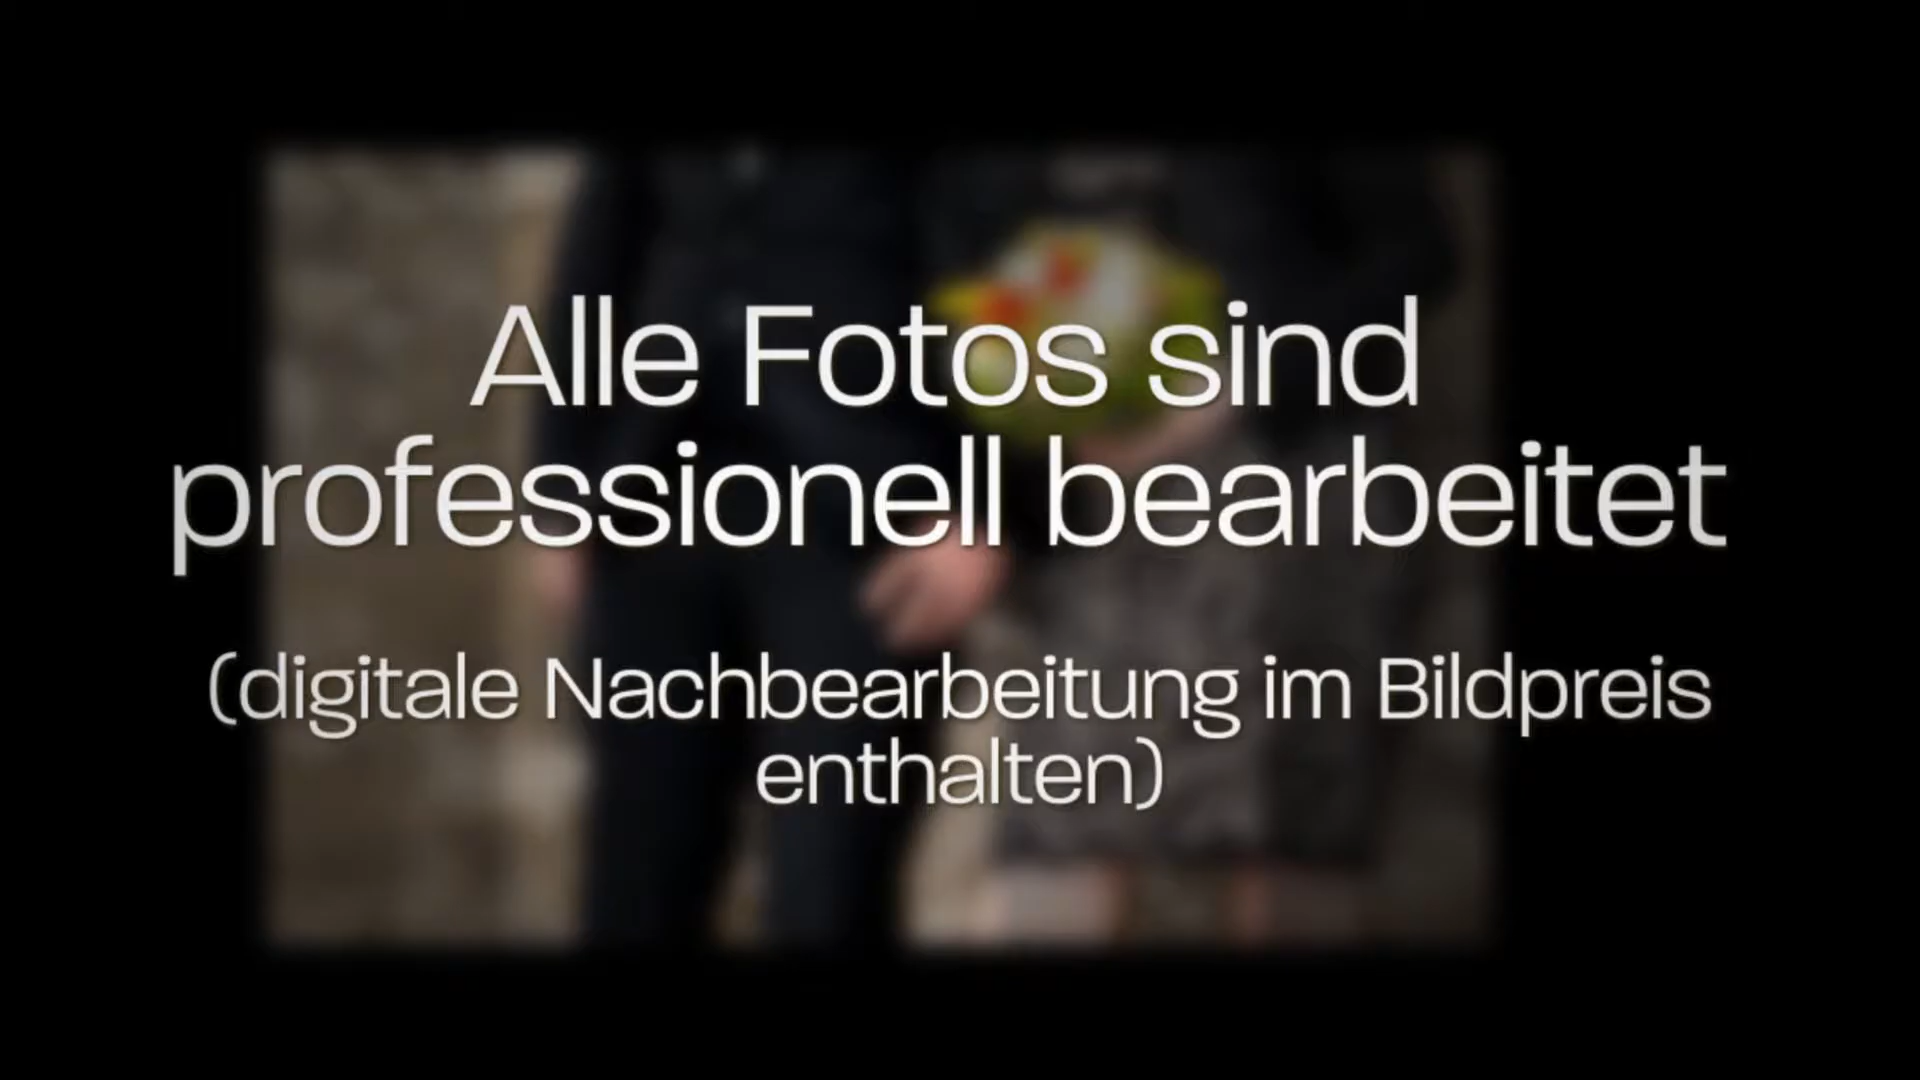 Alle Fotos sind
professionell bearbeitet
(digitale Nachbearbeitung im Bildpreis
enthalten)